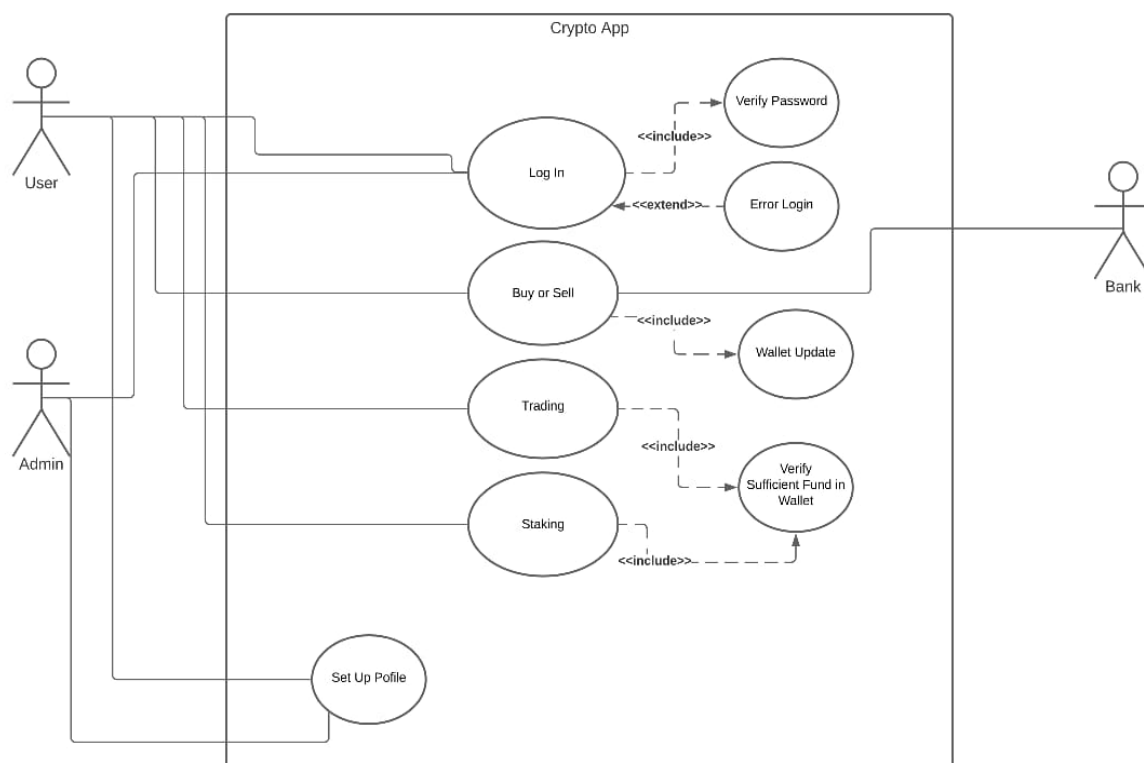 Crypto App
User
Verify Password
<<include>>
Log In
<<extend>>
Error Login
Bank
Buy or Sell
<<include>>
Wallet Update
Admin
Trading
<<include>>
Verify
Sufficient Fund in
Wallet
Staking
<<include>>
Set Up Pofile